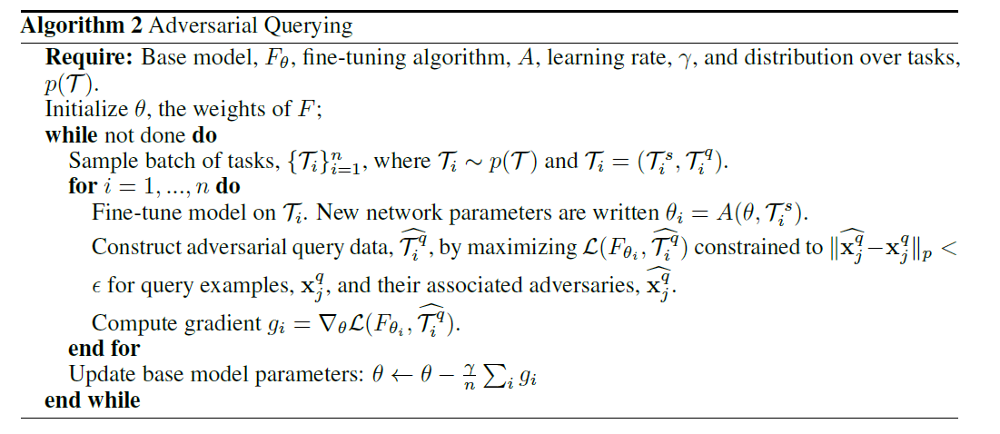 Algorithm 2 Adversarial Querying
Require: Base model, $F_\theta$, fine-tuning algorithm, $A$, learning rate, $\gamma$, and distribution over tasks,
$p(\mathcal{T})$.
Initialize $\theta$, the weights of $F$;
while not done do
Sample batch of tasks, $\{\mathcal{T}_i\}_{i=1}^n$, where $\mathcal{T}_i \sim p(\mathcal{T})$ and $\mathcal{T}_i = (\mathcal{T}_i^s, \mathcal{T}_i^q)$.
for $i = 1, ..., n$ do
Fine-tune model on $\mathcal{T}_i$. New network parameters are written $\theta_i = A(\theta, \mathcal{T}_i^s)$.
Construct adversarial query data, $\widehat{\mathcal{T}_i^q}$, by maximizing $\mathcal{L}(F_{\theta_i}, \widehat{\mathcal{T}_i^q})$ constrained to $\|\widehat{\mathbf{x}_j^q} - \mathbf{x}_j^q\|_p <$
$\epsilon$ for query examples, $\mathbf{x}_j^q$, and their associated adversaries, $\widehat{\mathbf{x}_j^q}$.
Compute gradient $g_i = \nabla_\theta \mathcal{L}(F_{\theta_i}, \widehat{\mathcal{T}_i^q})$.
end for
Update base model parameters: $\theta \leftarrow \theta - \frac{\gamma}{n} \sum_i g_i$
end while